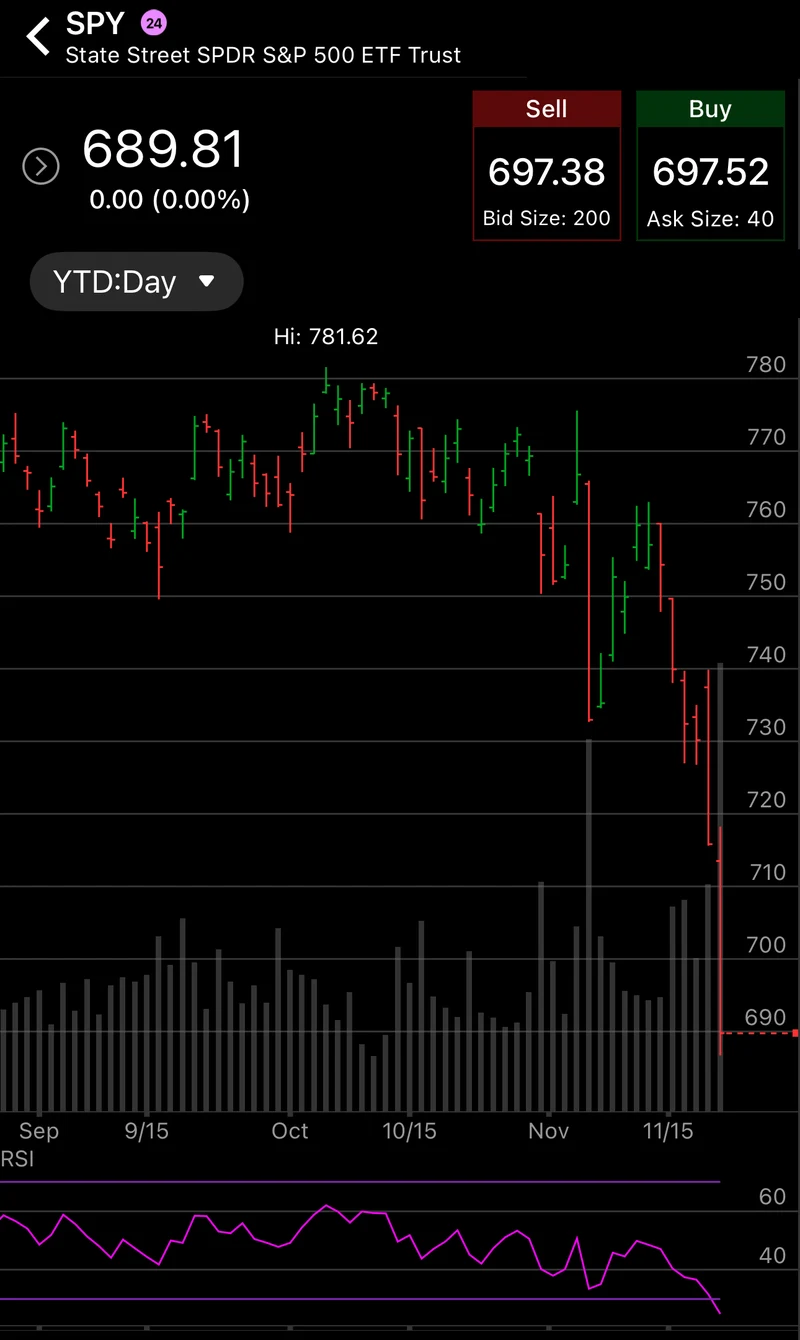 SPY 24
State Street SPDR S&P 500 ETF Trust
689.81
0.00 (0.00%)
Sell
697.38
Bid Size: 200
Buy
697.52
Ask Size: 40
YTD:Day
Hi: 781.62
780
770
760
750
740
730
720
710
700
690
Sep 9/15 Oct 10/15 Nov 11/15
RSI
60
40